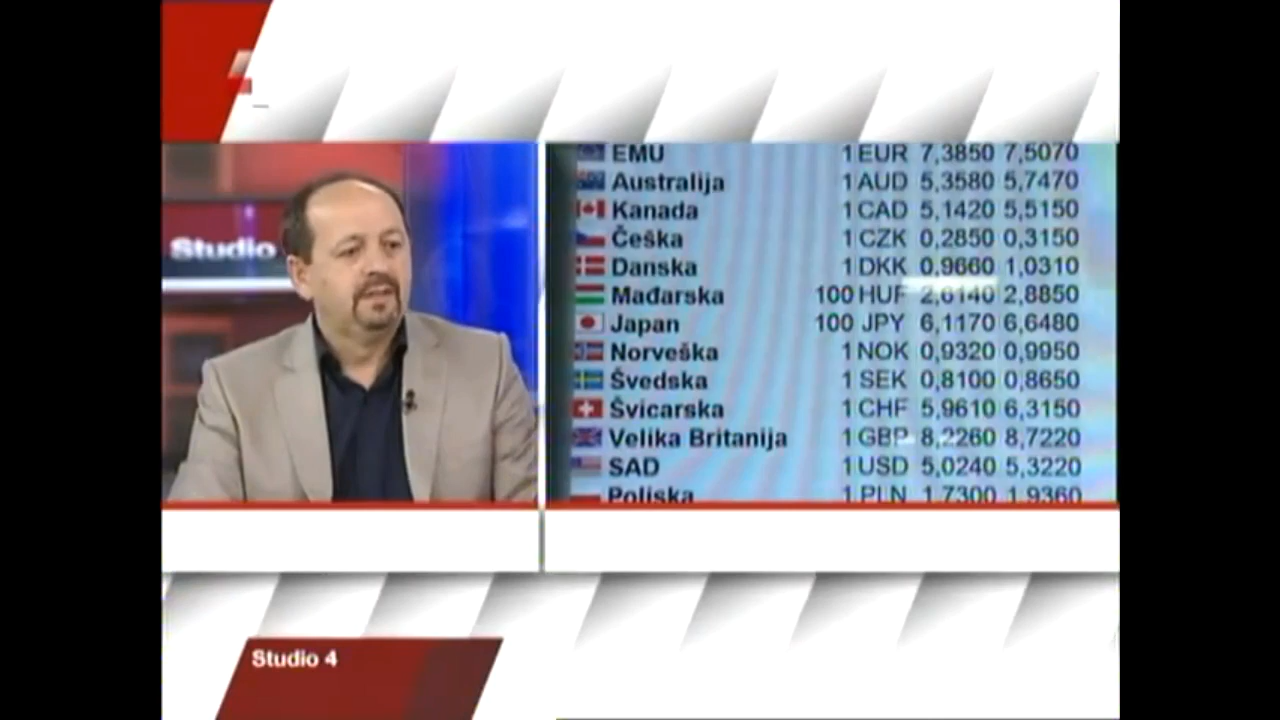 Studio
EMU 1 EUR 7,3850 7,5070
Australija 1 AUD 5,3580 5,7470
Kanada 1 CAD 5,1420 5,5150
Češka 1 CZK 0,2850 0,3150
Danska 1 DKK 0,9660 1,0310
Mađarska 100 HUF 2,6140 2,8850
Japan 100 JPY 6,1170 6,6480
Norveška 1 NOK 0,9320 0,9950
Švedska 1 SEK 0,8100 0,8650
Švicarska 1 CHF 5,9610 6,3150
Velika Britanija 1 GBP 8,2260 8,7220
SAD 1 USD 5,0240 5,3220
Poljska 1 PLN 1,7300 1,9360
Studio 4